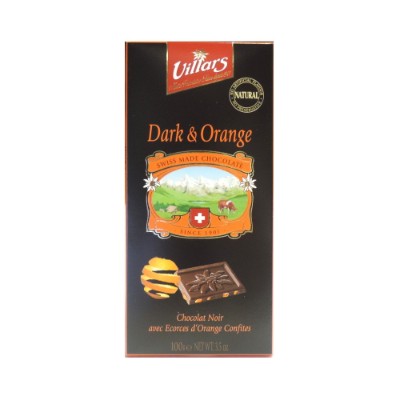 Villars
NATURAL
Dark & Orange
SWISS MADE CHOCOLATE
SINCE 1901
Chocolat Noir
avec Ecorces d'Orange Confites
100g e NET WT. 3.5 oz